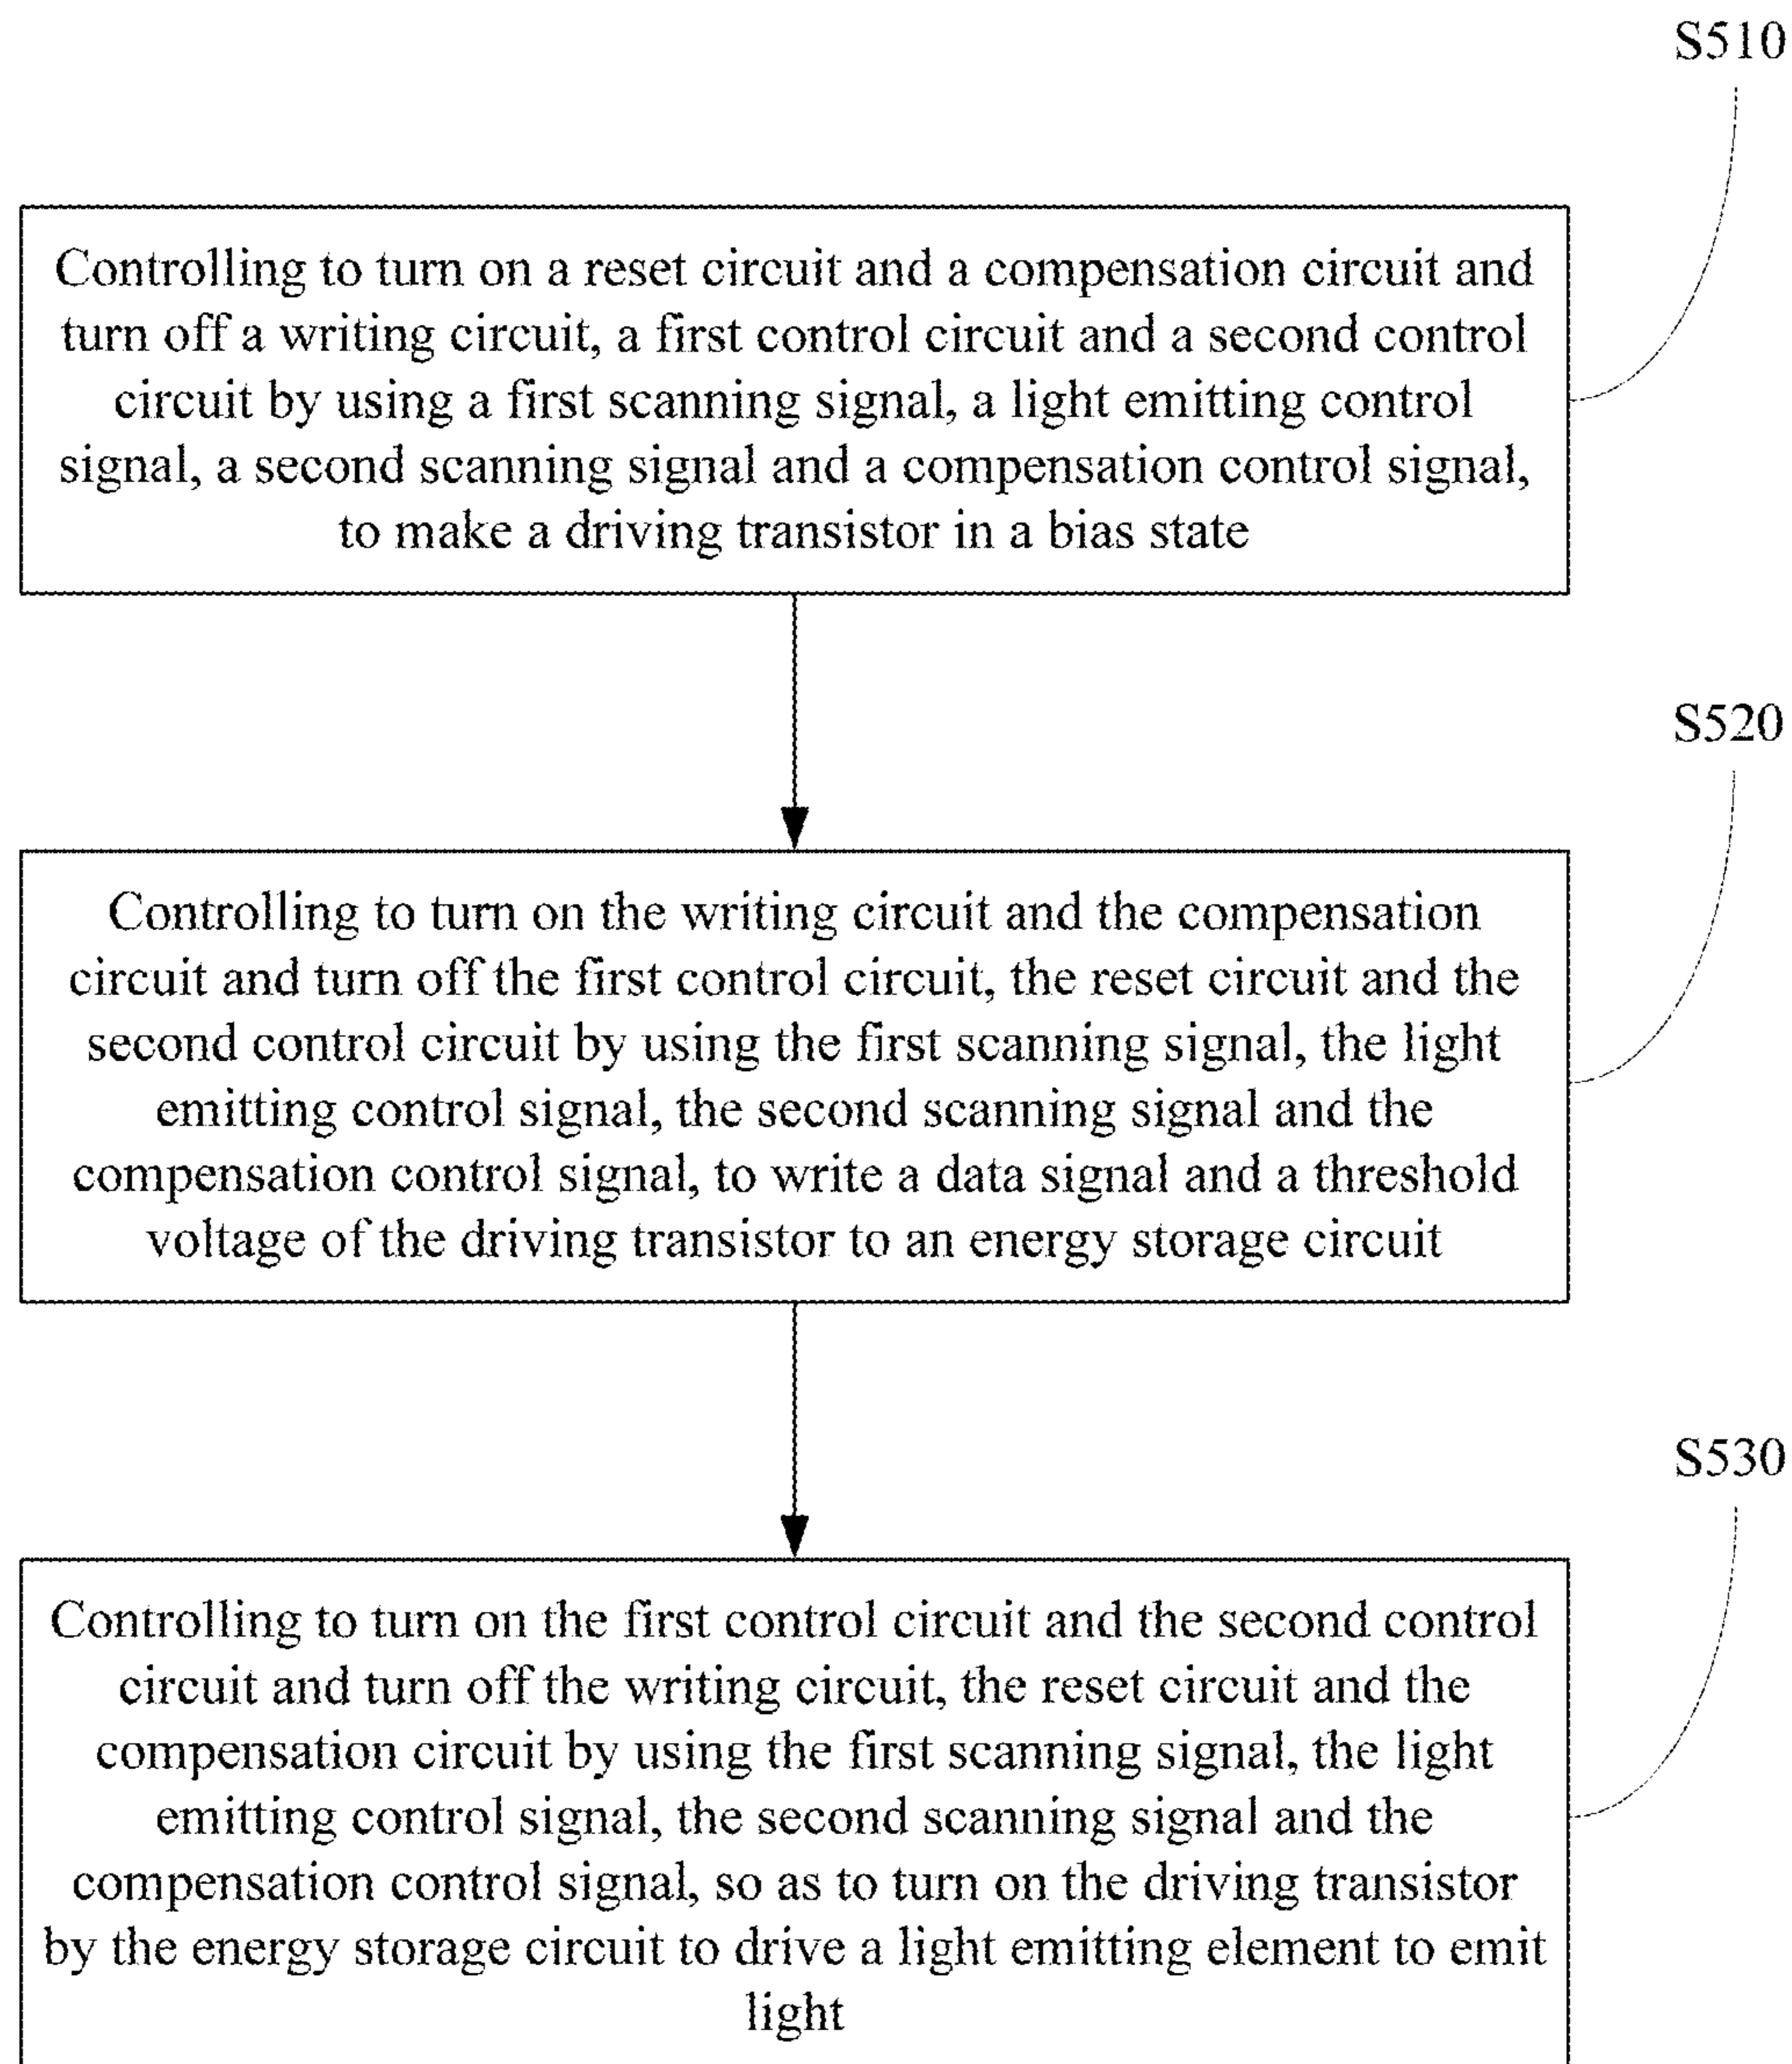 S510
Controlling to turn on a reset circuit and a compensation circuit and
turn off a writing circuit, a first control circuit and a second control
circuit by using a first scanning signal, a light emitting control
signal, a second scanning signal and a compensation control signal,
to make a driving transistor in a bias state
S520
Controlling to turn on the writing circuit and the compensation
circuit and turn off the first control circuit, the reset circuit and the
second control circuit by using the first scanning signal, the light
emitting control signal, the second scanning signal and the
compensation control signal, to write a data signal and a threshold
voltage of the driving transistor to an energy storage circuit
S530
Controlling to turn on the first control circuit and the second control
circuit and turn off the writing circuit, the reset circuit and the
compensation circuit by using the first scanning signal, the light
emitting control signal, the second scanning signal and the
compensation control signal, so as to turn on the driving transistor
by the energy storage circuit to drive a light emitting element to emit
light